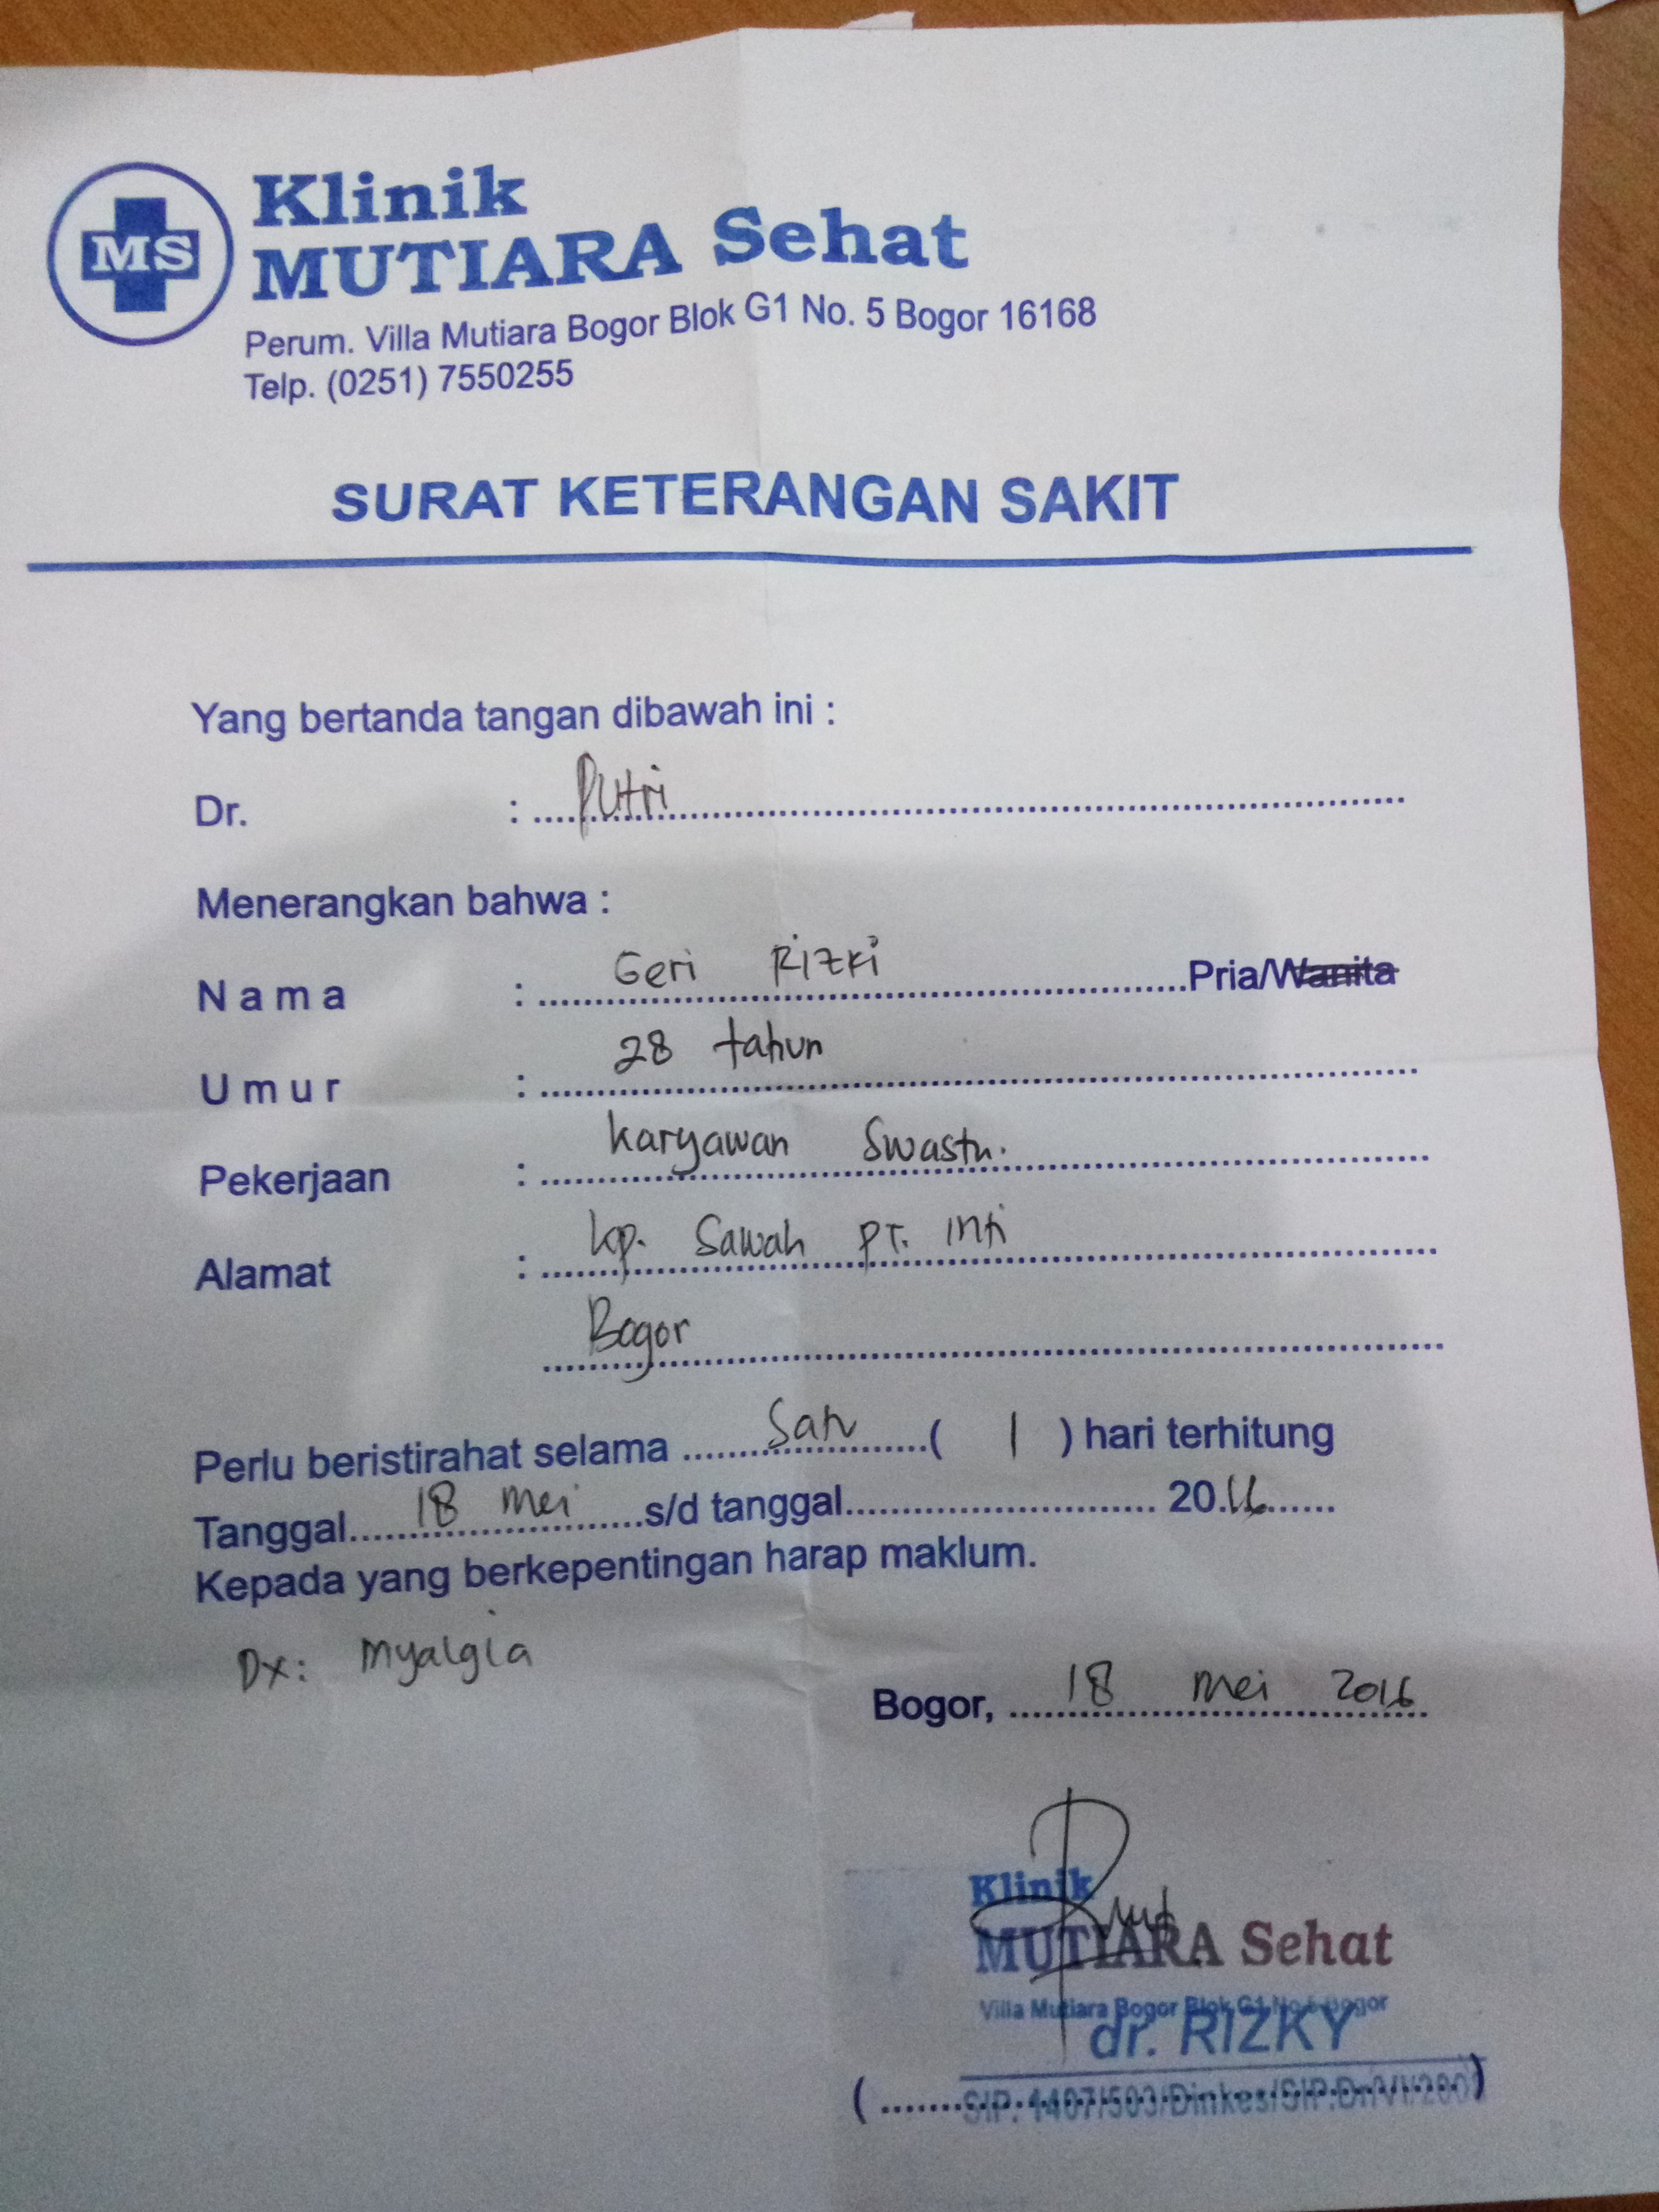 MS
Klinik
MUTIARA Sehat
Perum. Villa Mutiara Bogor Blok G1 No. 5 Bogor 16168
Telp. (0251) 7550255
SURAT KETERANGAN SAKIT
Yang bertanda tangan dibawah ini :
Dr. : Putri
Menerangkan bahwa :
Nama : Geri Rizki Pria/Wanita
Umur : 28 tahun
Pekerjaan : Karyawan Swasta.
Alamat : kp. Sawah PT. Inti
Bogor
Perlu beristirahat selama Satu ( 1 ) hari terhitung
Tanggal 18 Mei s/d tanggal 2016
Kepada yang berkepentingan harap maklum.
Dx: Myalgia
Bogor, 18 Mei 2016
Klinik
MUTIARA Sehat
Villa Mutiara Bogor Blok G1 No.5 Bogor
dr. RIZKY
SIP. 1407/503/Dinkes/SIP.Dr/VI/200